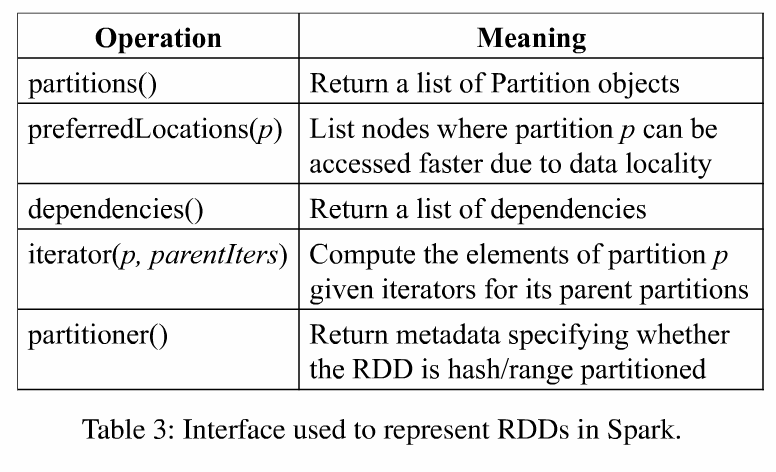 Operation Meaning
partitions() Return a list of Partition objects
preferredLocations(p) List nodes where partition p can be
accessed faster due to data locality
dependencies() Return a list of dependencies
iterator(p, parentIters) Compute the elements of partition p
given iterators for its parent partitions
partitioner() Return metadata specifying whether
the RDD is hash/range partitioned
Table 3: Interface used to represent RDDs in Spark.